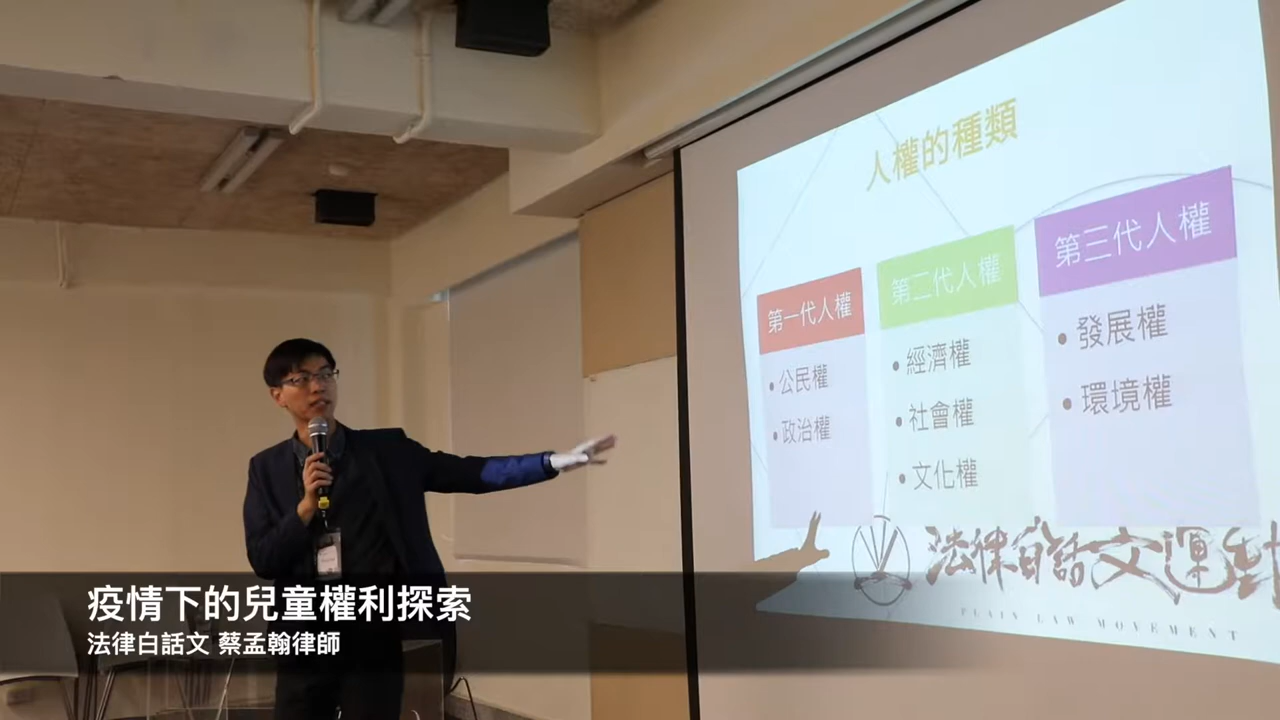 人權的種類
第一代人權
•公民權
•政治權
第二代人權
•經濟權
•社會權
•文化權
第三代人權
•發展權
•環境權
法律白話文運動
PLAIN LAW MOVEMENT
疫情下的兒童權利探索
法律白話文 蔡孟翰律師